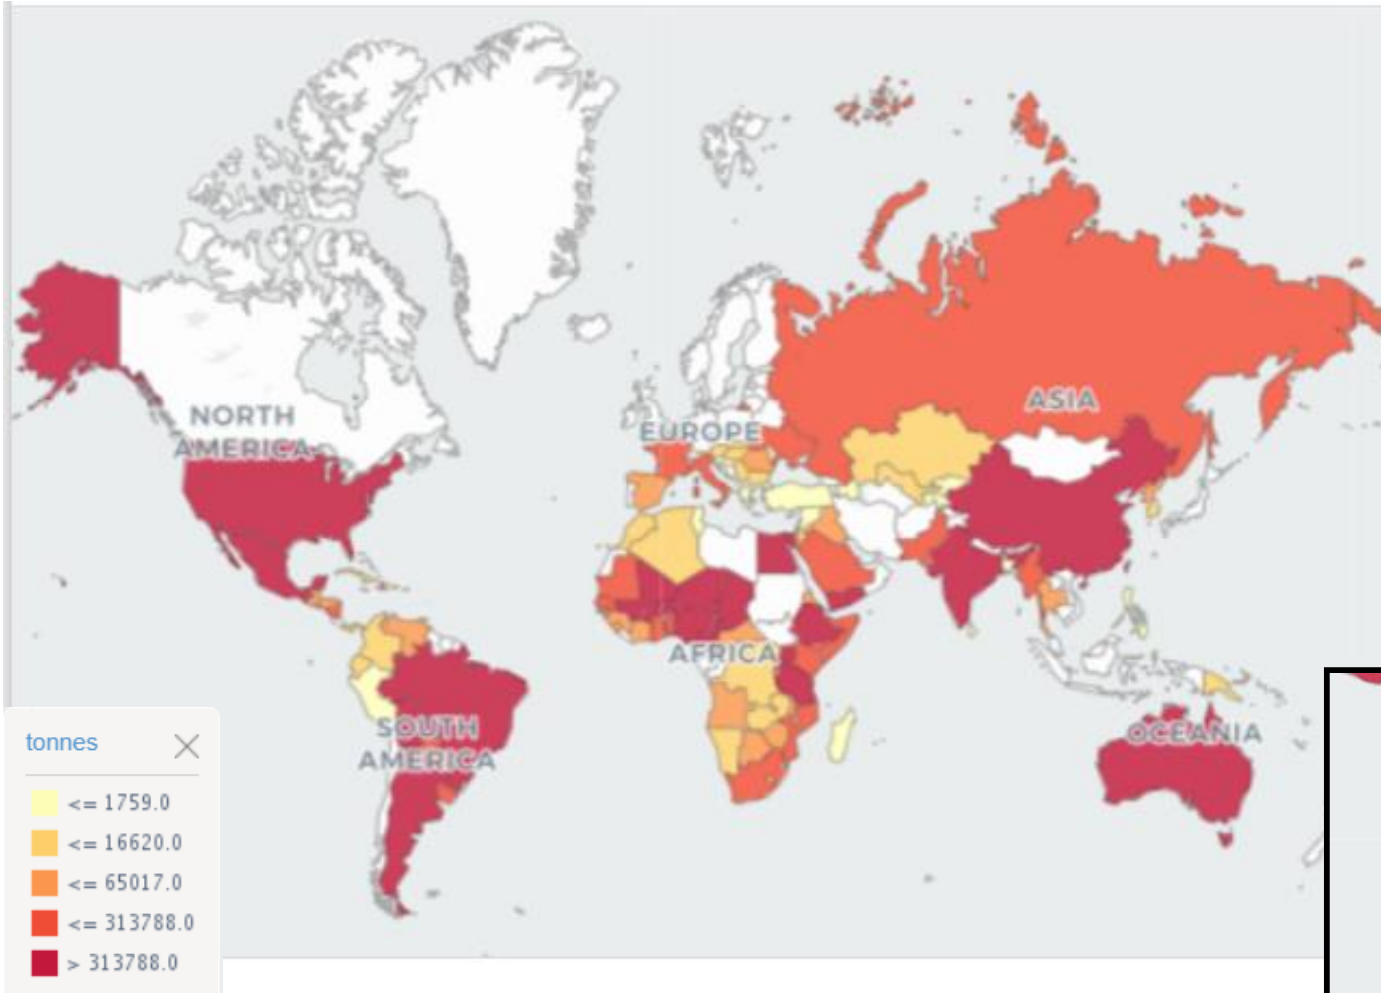 NORTH
AMERICA
EUROPE
ASIA
AFRICA
SOUTH
AMERICA
OCEANIA
tonnes
<= 1759.0
<= 16620.0
<= 65017.0
<= 313788.0
> 313788.0